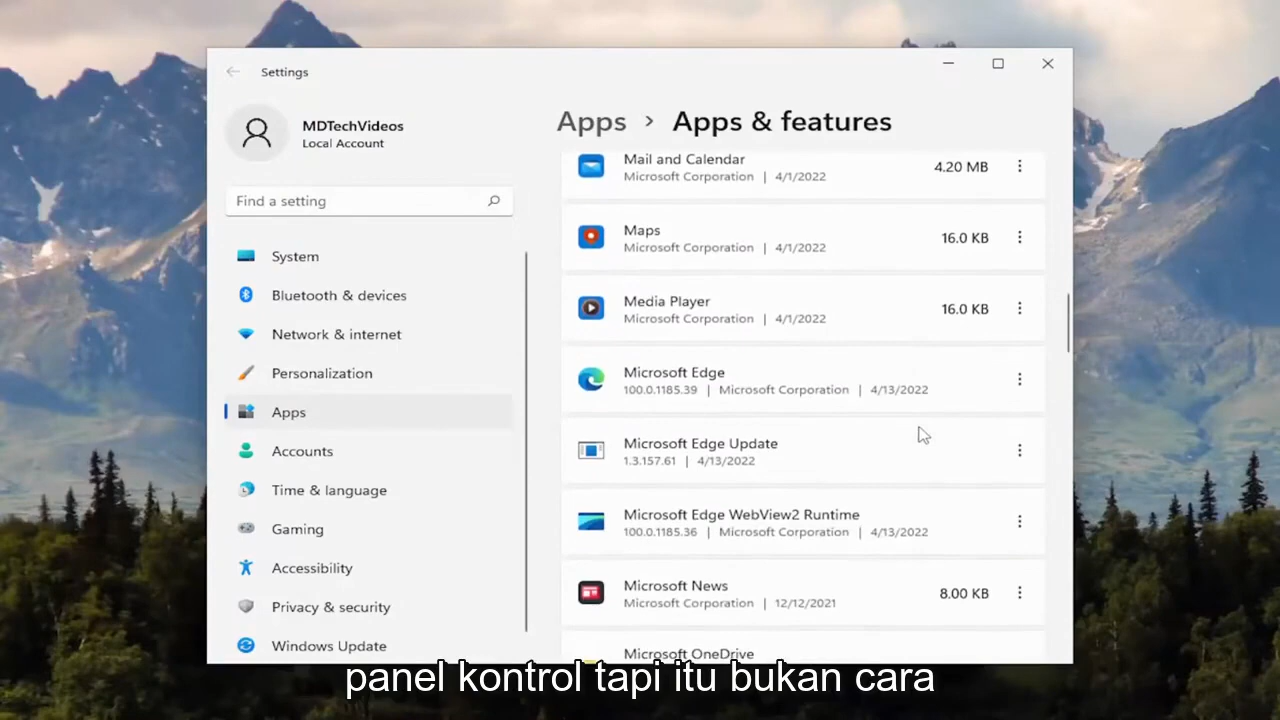 Settings
MDTechVideos
Local Account
Find a setting
System
Bluetooth & devices
Network & internet
Personalization
Apps
Accounts
Time & language
Gaming
Accessibility
Privacy & security
Windows Update
Apps > Apps & features
Mail and Calendar
Microsoft Corporation | 4/1/2022
4.20 MB
Maps
Microsoft Corporation | 4/1/2022
16.0 KB
Media Player
Microsoft Corporation | 4/1/2022
16.0 KB
Microsoft Edge
100.0.1185.39 | Microsoft Corporation | 4/13/2022
Microsoft Edge Update
1.3.157.61 | 4/13/2022
Microsoft Edge WebView2 Runtime
100.0.1185.36 | Microsoft Corporation | 4/13/2022
Microsoft News
Microsoft Corporation | 12/12/2021
8.00 KB
Microsoft OneDrive
panel kontrol tapi itu bukan cara